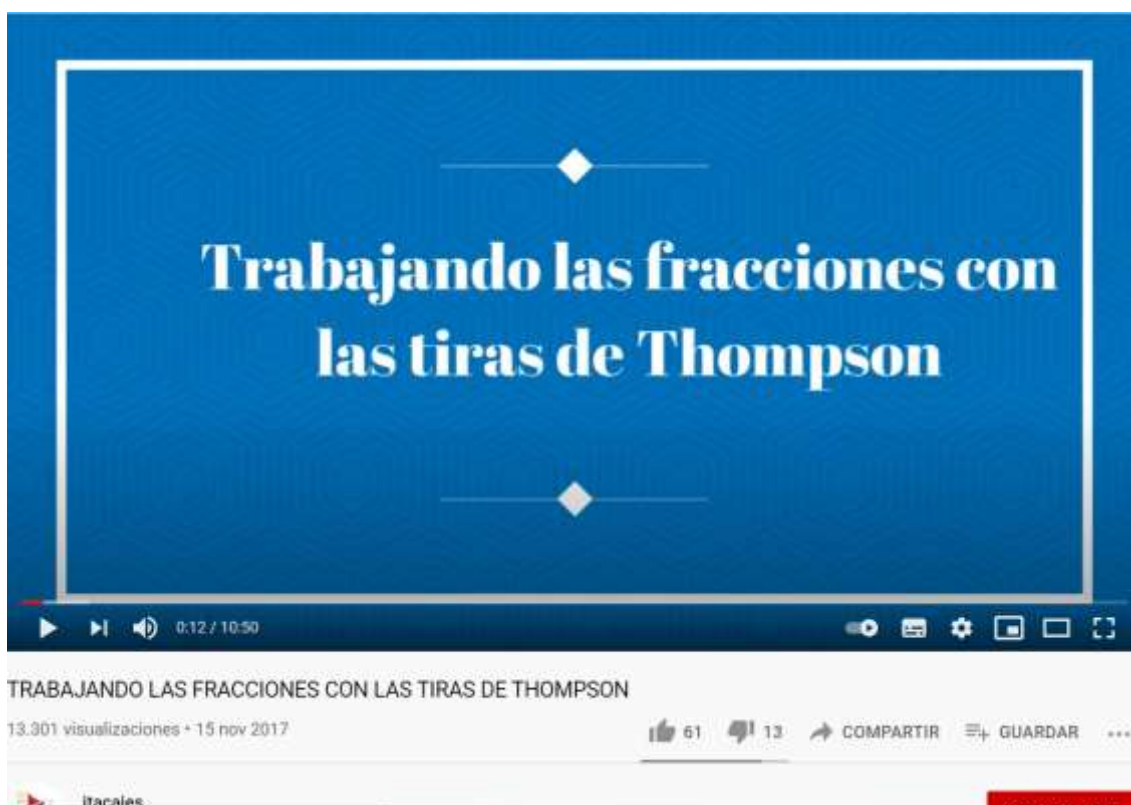 Trabajando las fracciones con
las tiras de Thompson
0:12 / 10:50
TRABAJANDO LAS FRACCIONES CON LAS TIRAS DE THOMPSON
13.301 visualizaciones • 15 nov 2017
61 13 COMPARTIR GUARDAR
itacajes